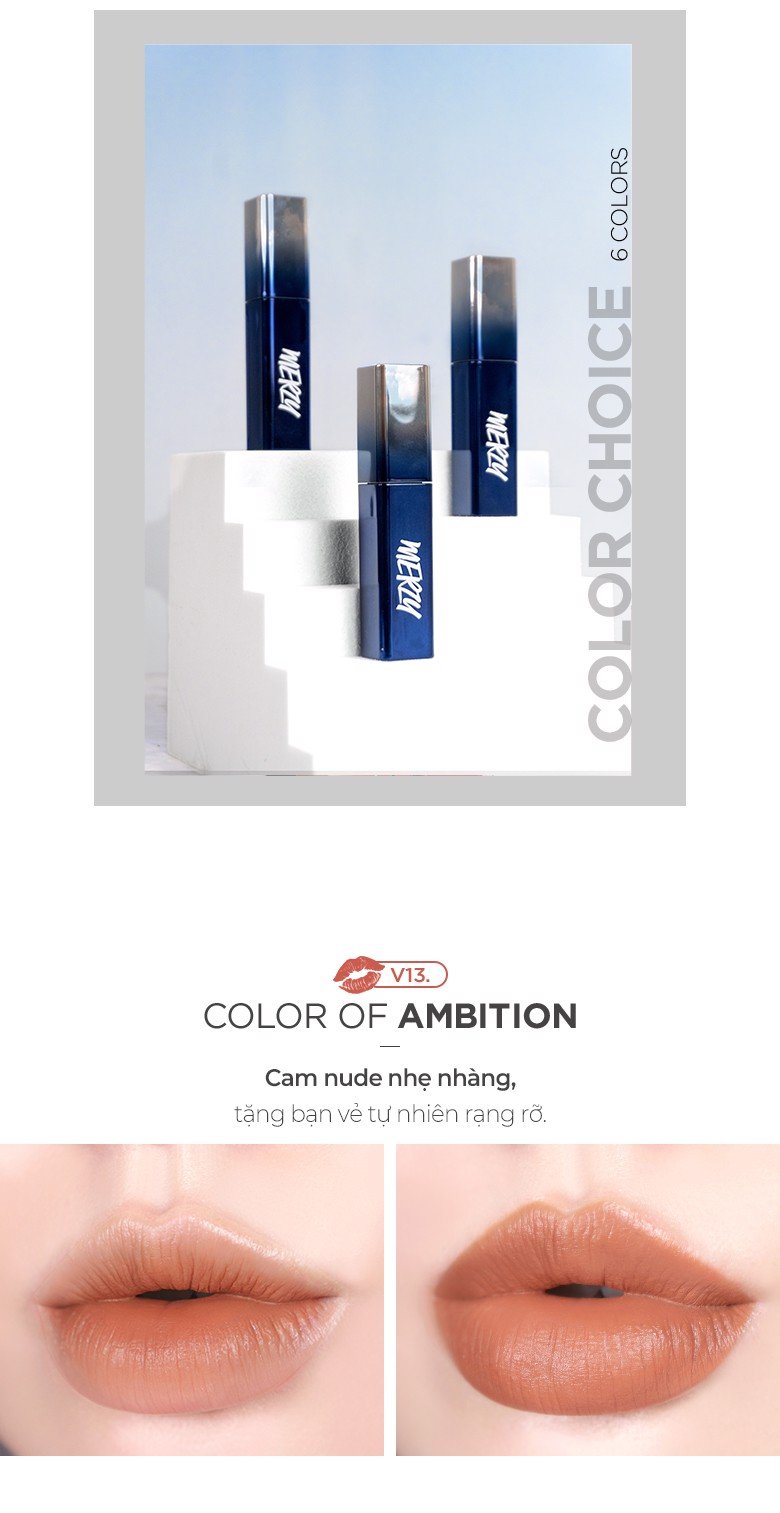 6 COLORS
COLOR CHOICE
MERZY
MERZY
MERZY
V13.
COLOR OF AMBITION
Cam nude nhẹ nhàng,
tặng bạn vẻ tự nhiên rạng rỡ.